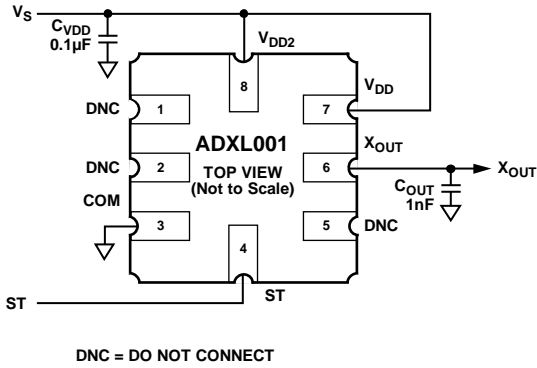 VS
CVDD
0.1µF
VDD2
8
VDD
DNC
1
7
ADXL001
XOUT
DNC
2
TOP VIEW
(Not to Scale)
6
XOUT
COM
COUT
1nF
3
5
DNC
4
ST
ST
DNC = DO NOT CONNECT